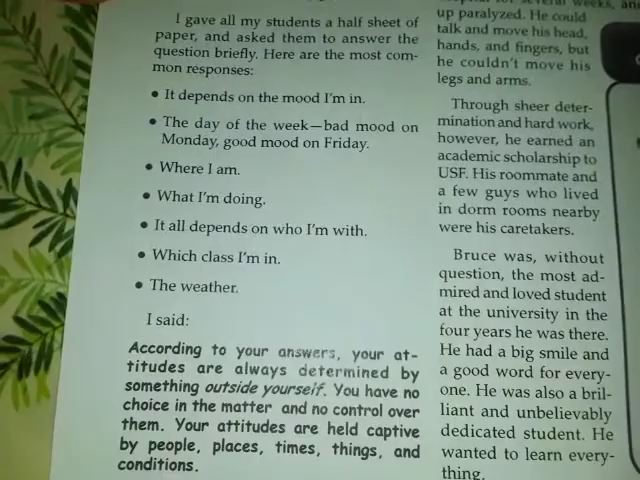 I gave all my students a half sheet of
paper, and asked them to answer the
question briefly. Here are the most com-
mon responses:
• It depends on the mood I'm in.
• The day of the week—bad mood on
Monday, good mood on Friday.
• Where I am.
• What I'm doing.
• It all depends on who I'm with.
• Which class I'm in.
• The weather.
I said:
According to your answers, your at-
titudes are always determined by
something outside yourself. You have no
choice in the matter and no control over
them. Your attitudes are held captive
by people, places, times, things, and
conditions.
for several weeks, and
up paralyzed. He could
talk and move his head,
hands, and fingers, but
he couldn't move his
legs and arms.
Through sheer deter-
mination and hard work,
however, he earned an
academic scholarship to
USF. His roommate and
a few guys who lived
in dorm rooms nearby
were his caretakers.
Bruce was, without
question, the most ad-
mired and loved student
at the university in the
four years he was there.
He had a big smile and
a good word for every-
one. He was also a bril-
liant and unbelievably
dedicated student. He
wanted to learn every-
thing.